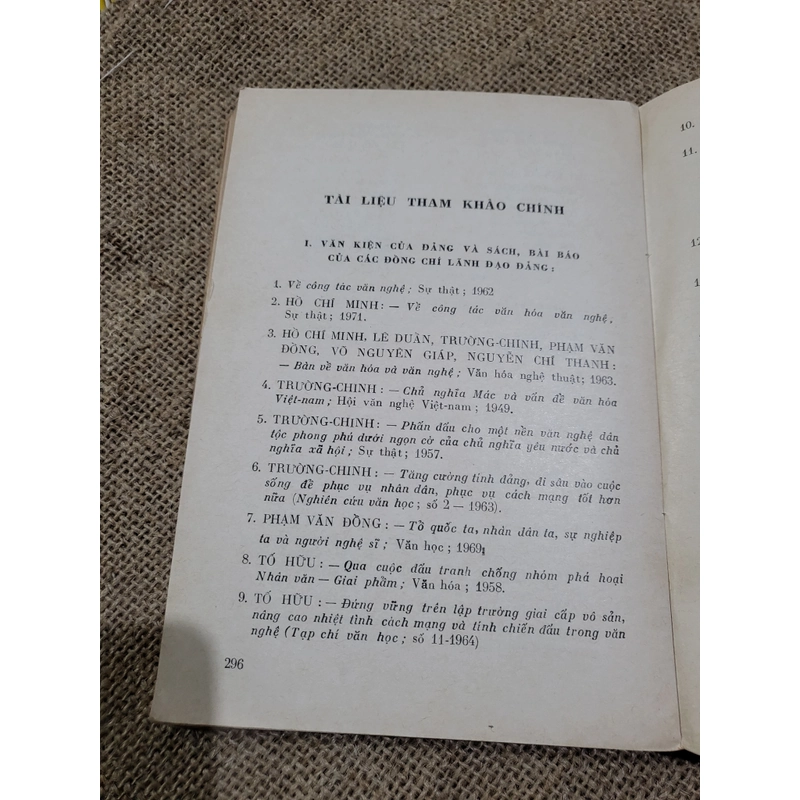 TÀI LIỆU THAM KHẢO CHÍNH
I. VĂN KIỆN CỦA ĐẢNG VÀ SÁCH, BÀI BÁO
CỦA CÁC ĐỒNG CHÍ LÃNH ĐẠO ĐẢNG:
1. Về công tác văn nghệ; Sự thật; 1962
2. HỒ CHÍ MINH: — Về công tác văn hóa văn nghệ.
Sự thật; 1971.
3. HỒ CHÍ MINH, LÊ DUẨN, TRƯỜNG-CHINH, PHẠM VĂN
ĐỒNG, VÕ NGUYÊN GIÁP, NGUYỄN CHÍ THANH:
— Bàn về văn hóa và văn nghệ; Văn hóa nghệ thuật; 1963.
4. TRƯỜNG-CHINH: — Chủ nghĩa Mác và vấn đề văn hóa
Việt-nam; Hội văn nghệ Việt-nam; 1949.
5. TRƯỜNG-CHINH: — Phấn đấu cho một nền văn nghệ dân
tộc phong phú dưới ngọn cờ của chủ nghĩa yêu nước và chủ
nghĩa xã hội; Sự thật; 1957.
6. TRƯỜNG-CHINH: — Tăng cường tính đảng, đi sâu vào cuộc
sống để phục vụ nhân dân, phục vụ cách mạng tốt hơn
nữa (Nghiên cứu văn học; số 2 — 1963).
7. PHẠM VĂN ĐỒNG: — Tổ quốc ta, nhân dân ta, sự nghiệp
ta và người nghệ sĩ; Văn học; 1969;
8. TỐ HỮU: — Qua cuộc đấu tranh chống nhóm phá hoại
Nhân văn — Giai phẩm; Văn hóa; 1958.
9. TỐ HỮU: — Đứng vững trên lập trường giai cấp vô sản,
nâng cao nhiệt tình cách mạng và tính chiến đấu trong văn
nghệ (Tạp chí văn học; số 11-1964)
296
10.
11.
12
1